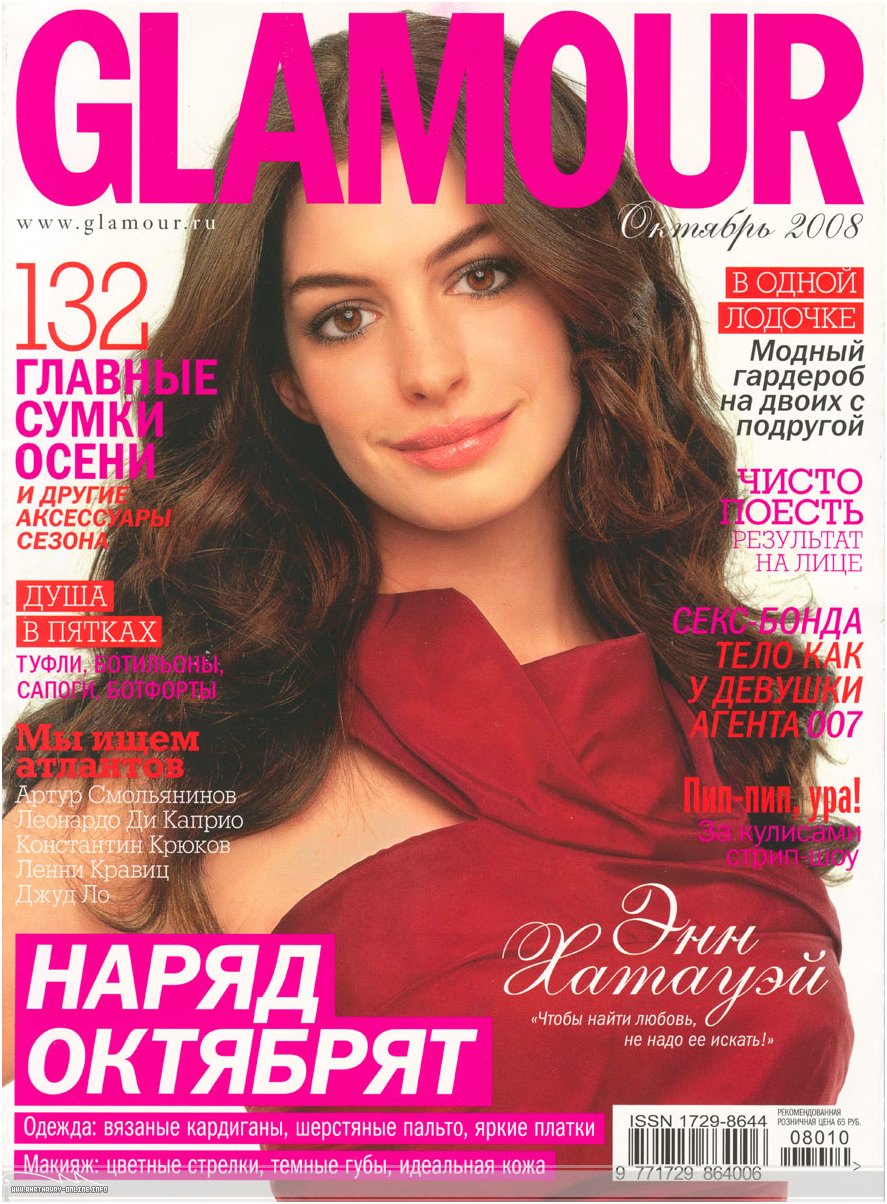 GLAMOUR
www.glamour.ru
Октябрь 2008
132
ГЛАВНЫЕ
СУМКИ
ОСЕНИ
И ДРУГИЕ
АКСЕССУАРЫ
СЕЗОНА
ДУША
В ПЯТКАХ
ТУФЛИ, БОТИЛЬОНЫ,
САПОГИ, БОТФОРТЫ
Мы ищем
атлантов
Артур Смольянинов
Леонардо Ди Каприо
Константин Крюков
Ленни Кравиц
Джуд Ло
В ОДНОЙ
ЛОДОЧКЕ
Модный
гардероб
на двоих с
подругой
ЧИСТО
ПОЕСТЬ
РЕЗУЛЬТАТ
НА ЛИЦЕ
СЕКС-БОНДА
ТЕЛО КАК
У ДЕВУШКИ
АГЕНТА 007
Пип-пип, ура!
За кулисами
стрип-шоу
Энн
Хатауэй
«Чтобы найти любовь,
не надо ее искать!»
НАРЯД
ОКТЯБРЯТ
Одежда: вязаные кардиганы, шерстяные пальто, яркие платки
Макияж: цветные стрелки, темные губы, идеальная кожа
ISSN 1729-8644
9 771729 864006 >
РЕКОМЕНДОВАННАЯ
РОЗНИЧНАЯ ЦЕНА 65 РУБ.
08010
WWW.AHATHAWAY-ONLINE.INFO